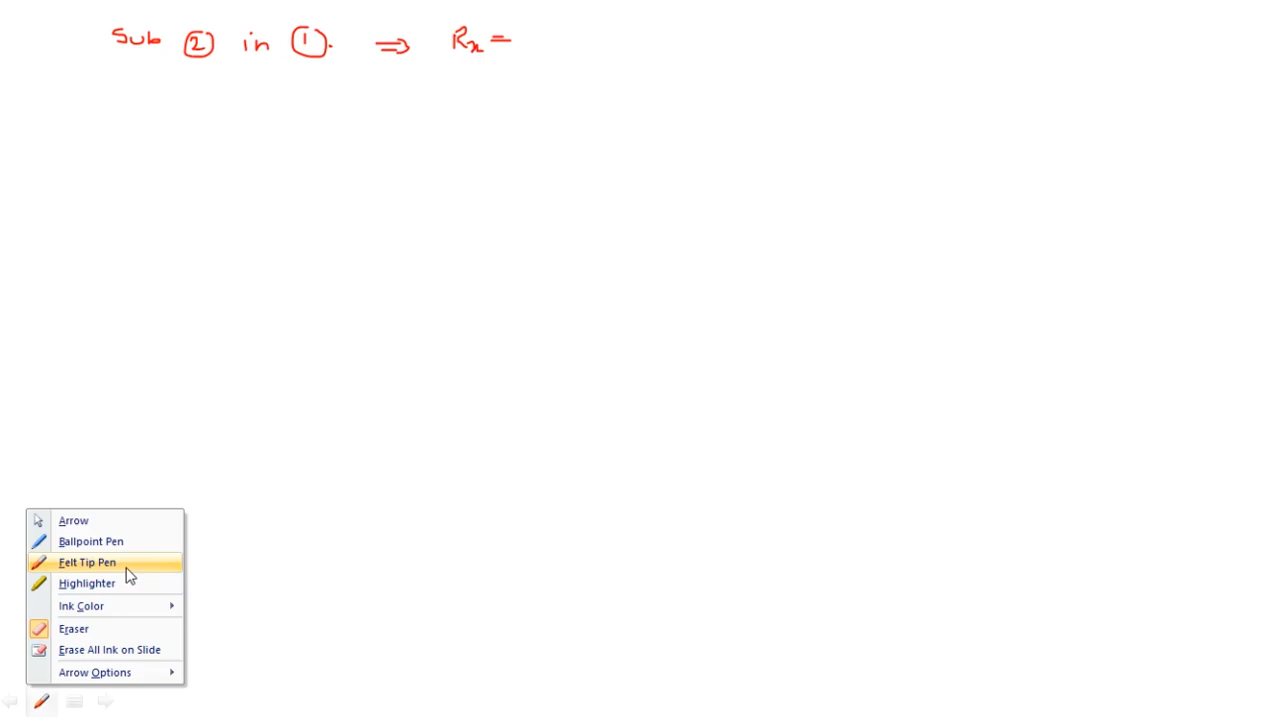 Sub ② in ①. ⇒ Rx =
Arrow
Ballpoint Pen
Felt Tip Pen
Highlighter
Ink Color
Eraser
Erase All Ink on Slide
Arrow Options